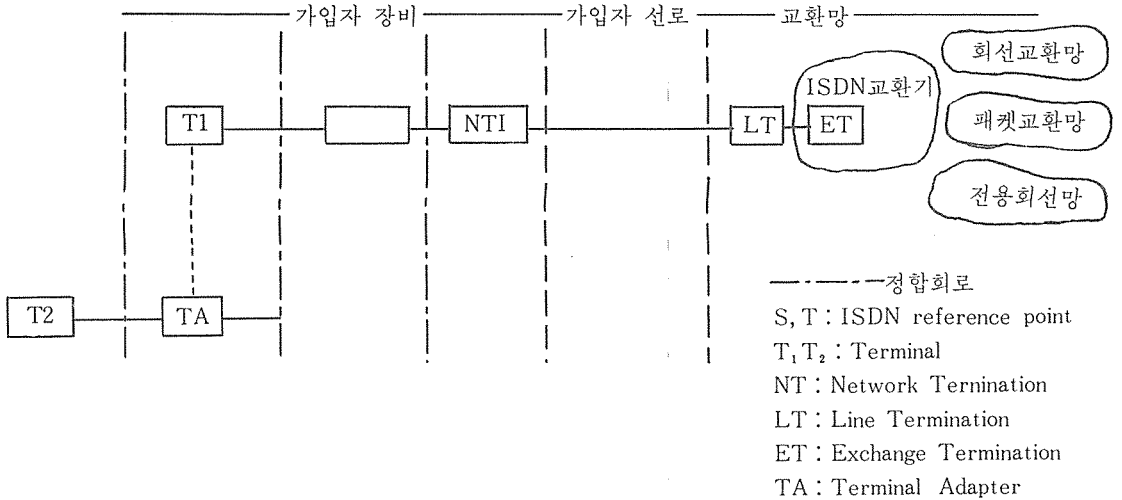 가입자 장비
가입자 선로
교환망
회선교환망
ISDN교환기
T1
NTI
LT
ET
패켓교환망
전용회선망
정합회로
T2
TA
S, T : ISDN reference point
T₁T₂ : Terminal
NT : Network Ternination
LT : Line Termination
ET : Exchange Termination
TA : Terminal Adapter